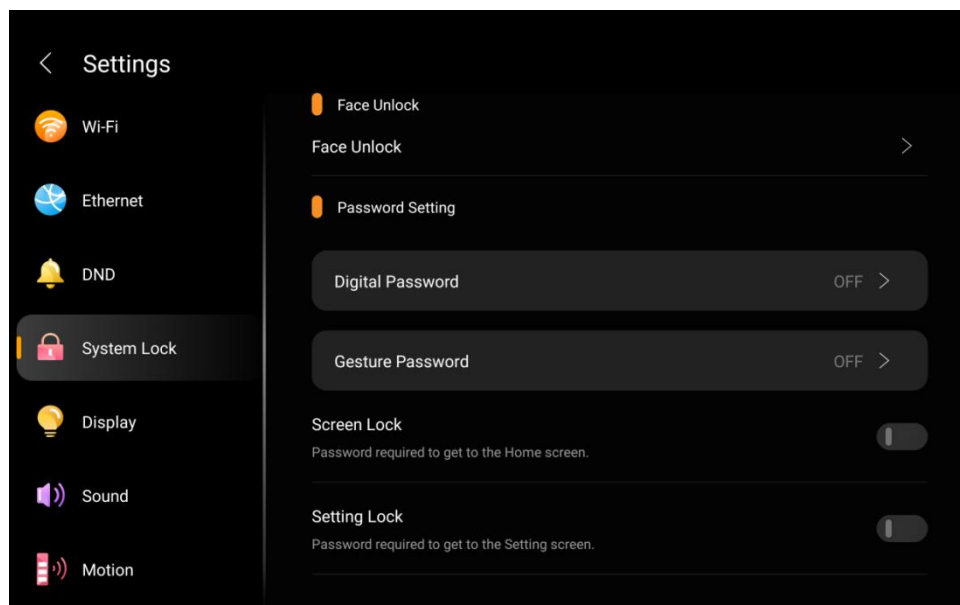 Settings
Wi-Fi
Ethernet
DND
System Lock
Display
Sound
Motion
Face Unlock
Face Unlock
Password Setting
Digital Password OFF
Gesture Password OFF
Screen Lock
Password required to get to the Home screen.
Setting Lock
Password required to get to the Setting screen.